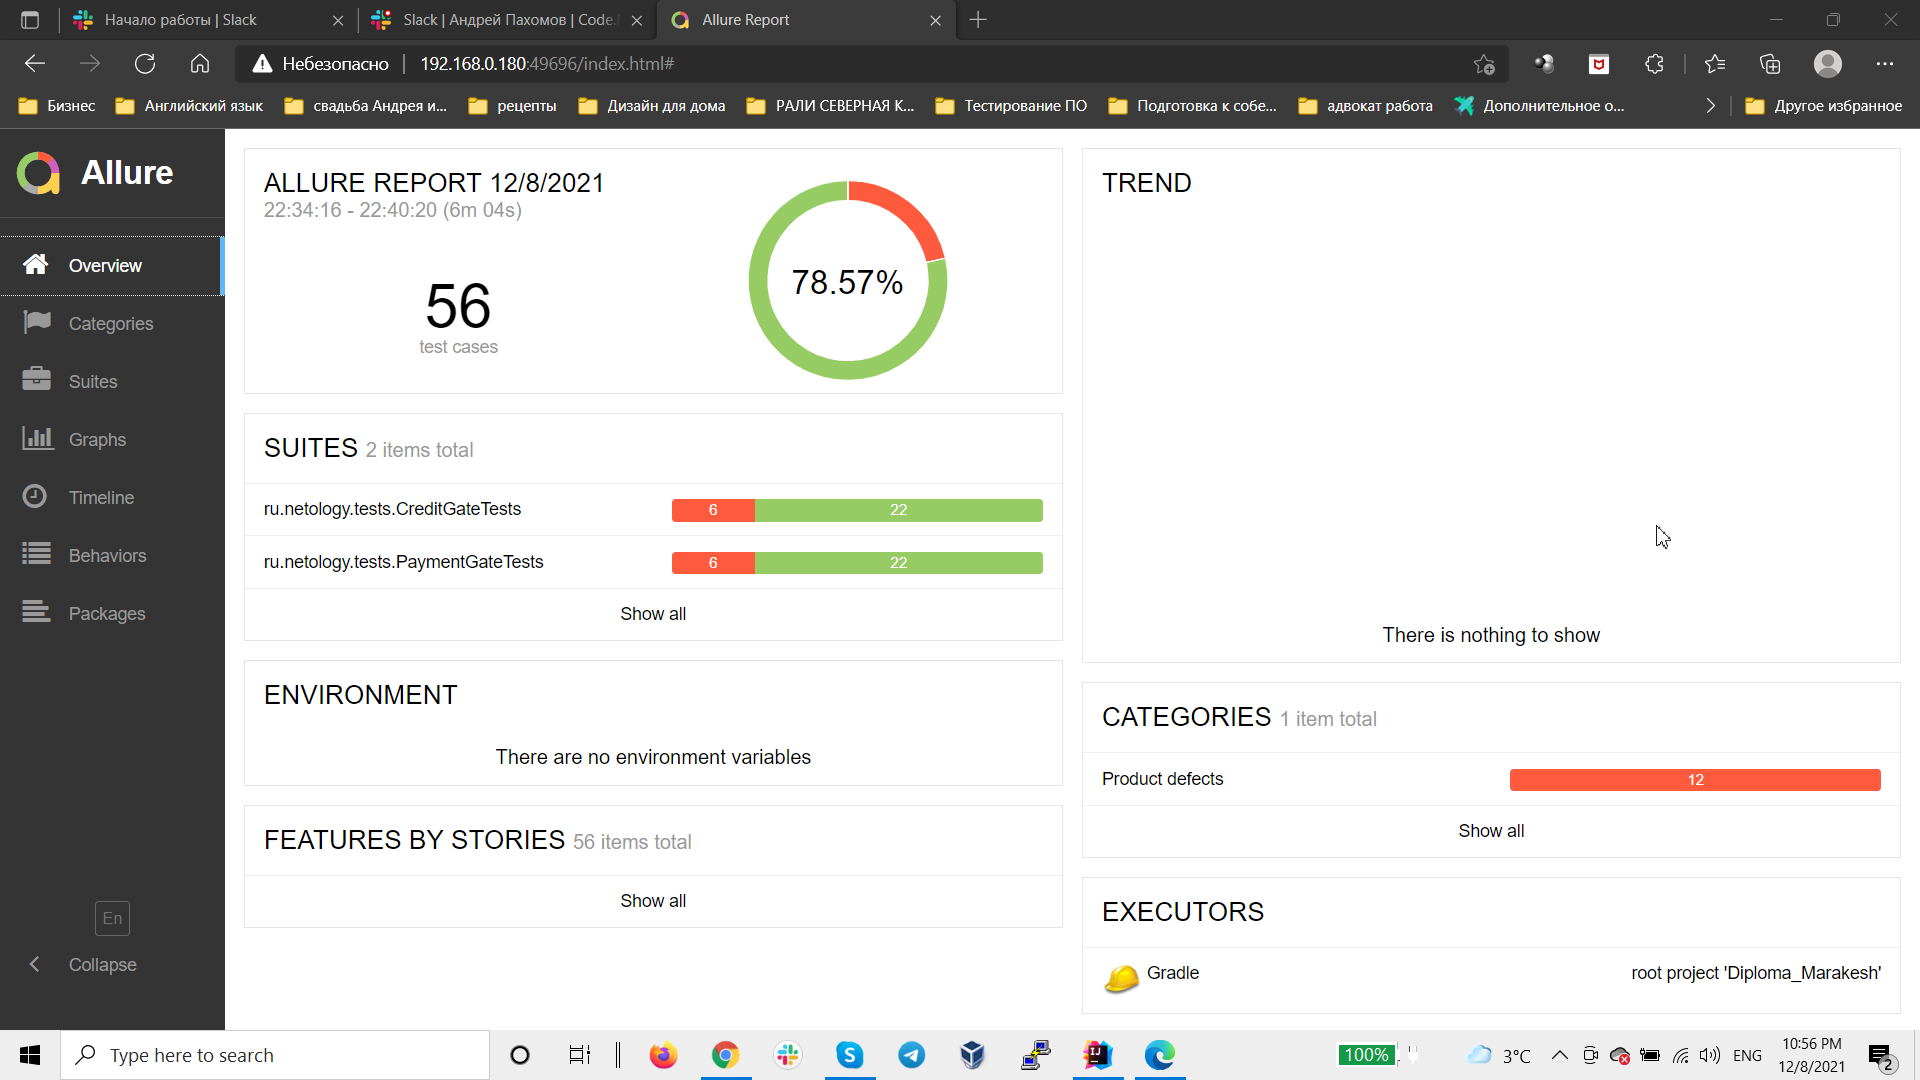 Начало работы | Slack
Slack | Андрей Пахомов | Code.
Allure Report
Небезопасно
192.168.0.180:49696/index.html#
Бизнес
Английский язык
свадьба Андрея и...
рецепты
Дизайн для дома
РАЛИ СЕВЕРНАЯ К...
Тестирование ПО
Подготовка к собе...
адвокат работа
Дополнительное о...
Другое избранное
Allure
Overview
Categories
Suites
Graphs
Timeline
Behaviors
Packages
En
Collapse
ALLURE REPORT 12/8/2021
22:34:16 - 22:40:20 (6m 04s)
56
test cases
78.57%
SUITES 2 items total
ru.netology.tests.CreditGateTests
6
22
ru.netology.tests.PaymentGateTests
6
22
Show all
ENVIRONMENT
There are no environment variables
FEATURES BY STORIES 56 items total
Show all
TREND
There is nothing to show
CATEGORIES 1 item total
Product defects
12
Show all
EXECUTORS
Gradle
root project 'Diploma_Marakesh'
Type here to search
100%
3°C
ENG
10:56 PM
12/8/2021
2